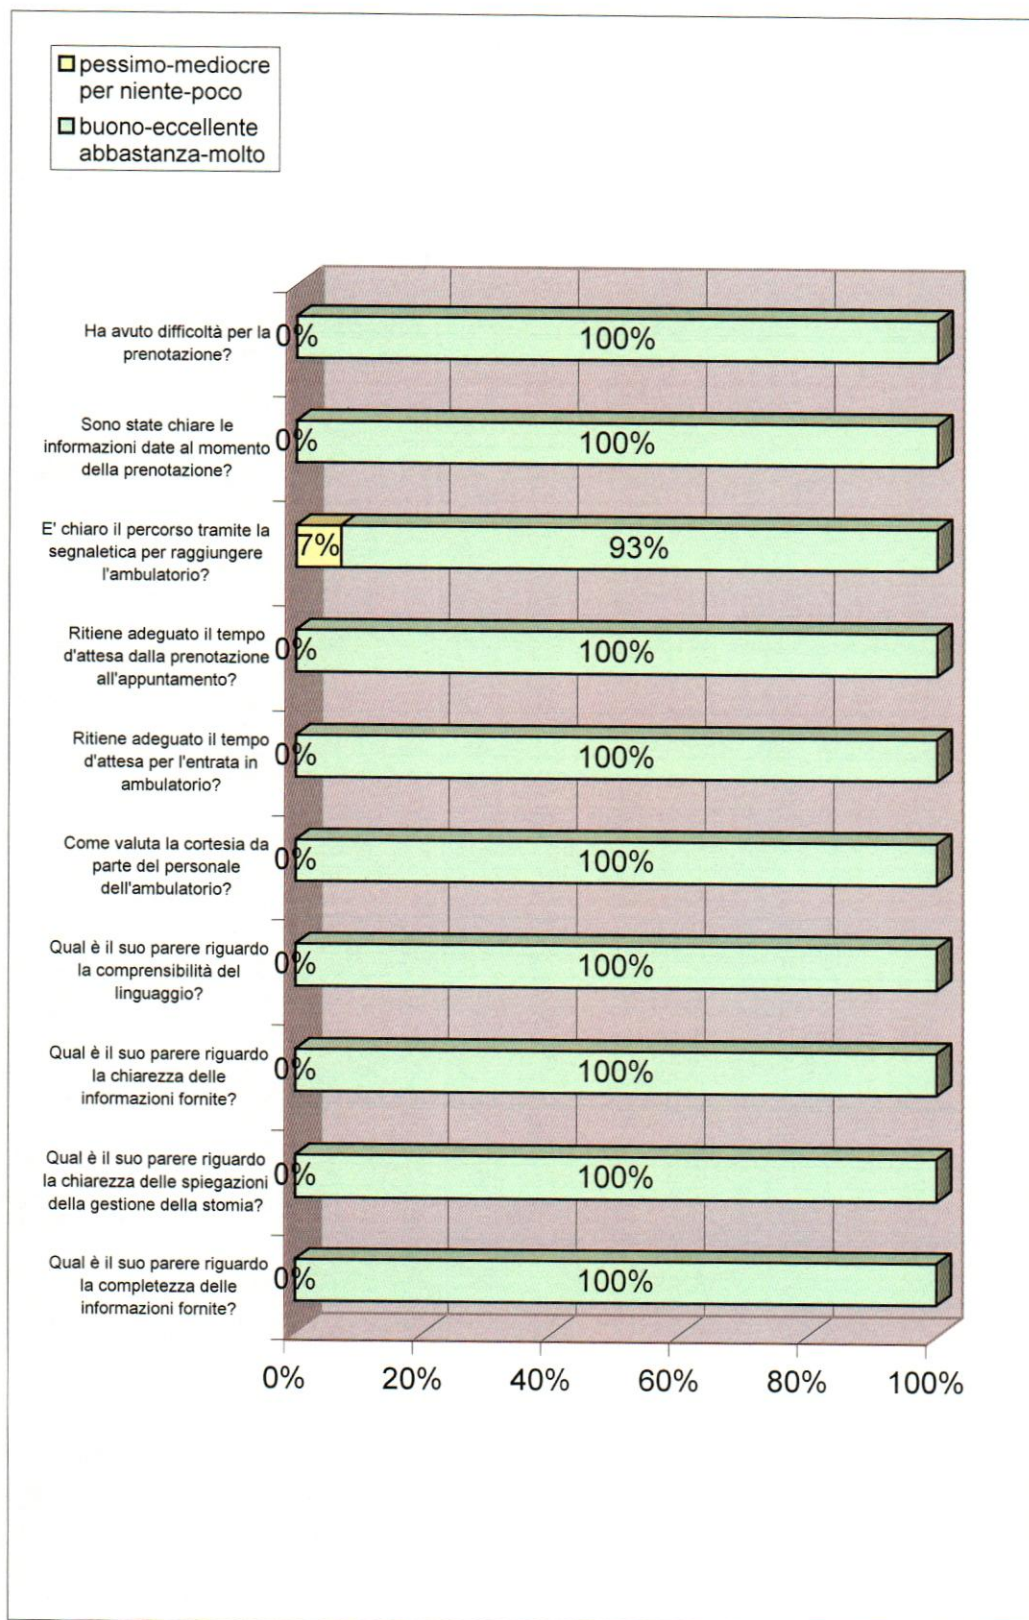 pessimo-mediocre
per niente-poco
buono-eccellente
abbastanza-molto
Ha avuto difficoltà per la
prenotazione?
0% 100%
Sono state chiare le
informazioni date al momento
della prenotazione?
0% 100%
E' chiaro il percorso tramite la
segnaletica per raggiungere
l'ambulatorio?
7% 93%
Ritiene adeguato il tempo
d'attesa dalla prenotazione
all'appuntamento?
0% 100%
Ritiene adeguato il tempo
d'attesa per l'entrata in
ambulatorio?
0% 100%
Come valuta la cortesia da
parte del personale
dell'ambulatorio?
0% 100%
Qual è il suo parere riguardo
la comprensibilità del
linguaggio?
0% 100%
Qual è il suo parere riguardo
la chiarezza delle
informazioni fornite?
0% 100%
Qual è il suo parere riguardo
la chiarezza delle spiegazioni
della gestione della stomia?
0% 100%
Qual è il suo parere riguardo
la completezza delle
informazioni fornite?
0% 100%
0% 20% 40% 60% 80% 100%